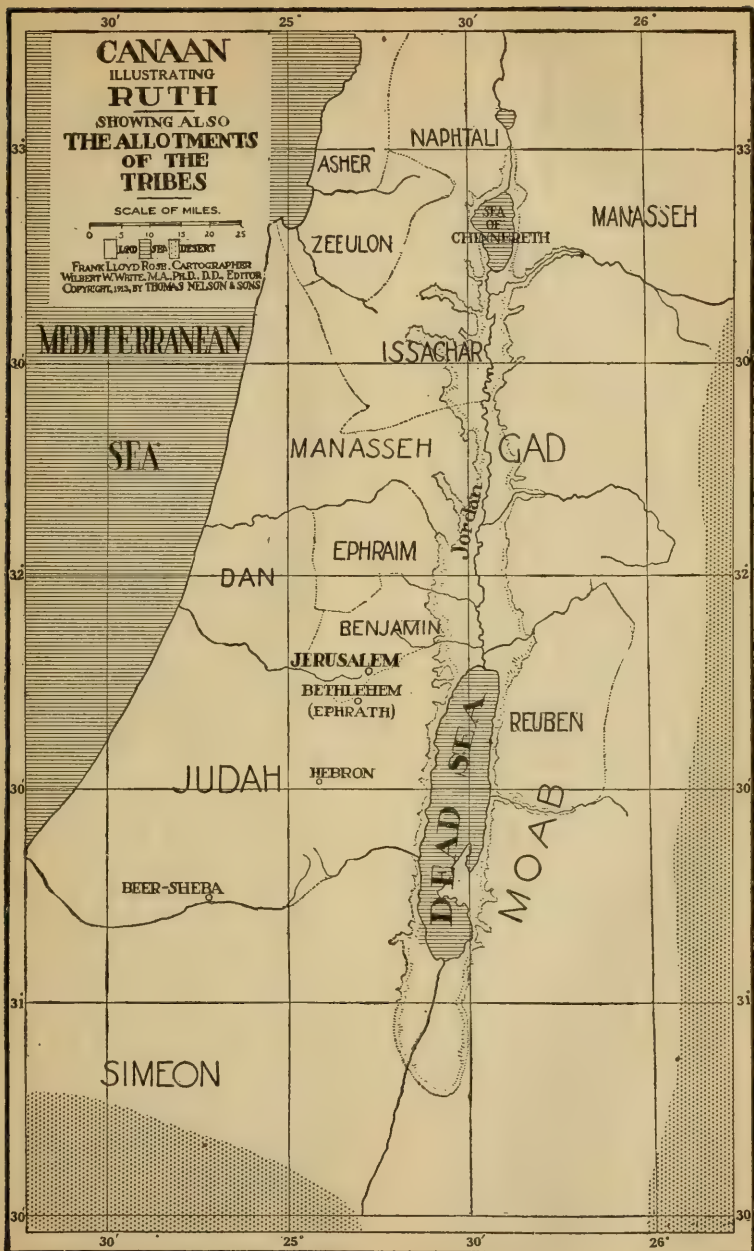 30′ 25′ 30′ 26′
CANAAN
ILLUSTRATING
RUTH
SHOWING ALSO
THE ALLOTMENTS
OF THE
TRIBES
SCALE OF MILES.
0 5 10 15 20 25
LAND SEA DESERT
FRANK LLOYD ROSE. CARTOGRAPHER
WILBERT W. WHITE, M.A., PH.D., D.D., EDITOR
COPYRIGHT, 1913, BY THOMAS NELSON & SONS
NAPHTALI
33 33
ASHER
SEA
OF
CHINNERETH
MANASSEH
ZEEULON
MEDITERRANEAN
SEA
ISSACHAR
30′ 30′
MANASSEH
GAD
Jordan
EPHRAIM
DAN
32° 32°
BENJAMIN
JERUSALEM
BETHLEHEM
(EPHRATH)
REUBEN
DEAD SEA
JUDAH
HEBRON
30′ 30′
MOAB
BEER-SHEBA
31° 31°
SIMEON
30′ 30′
30′ 25° 30′ 26°